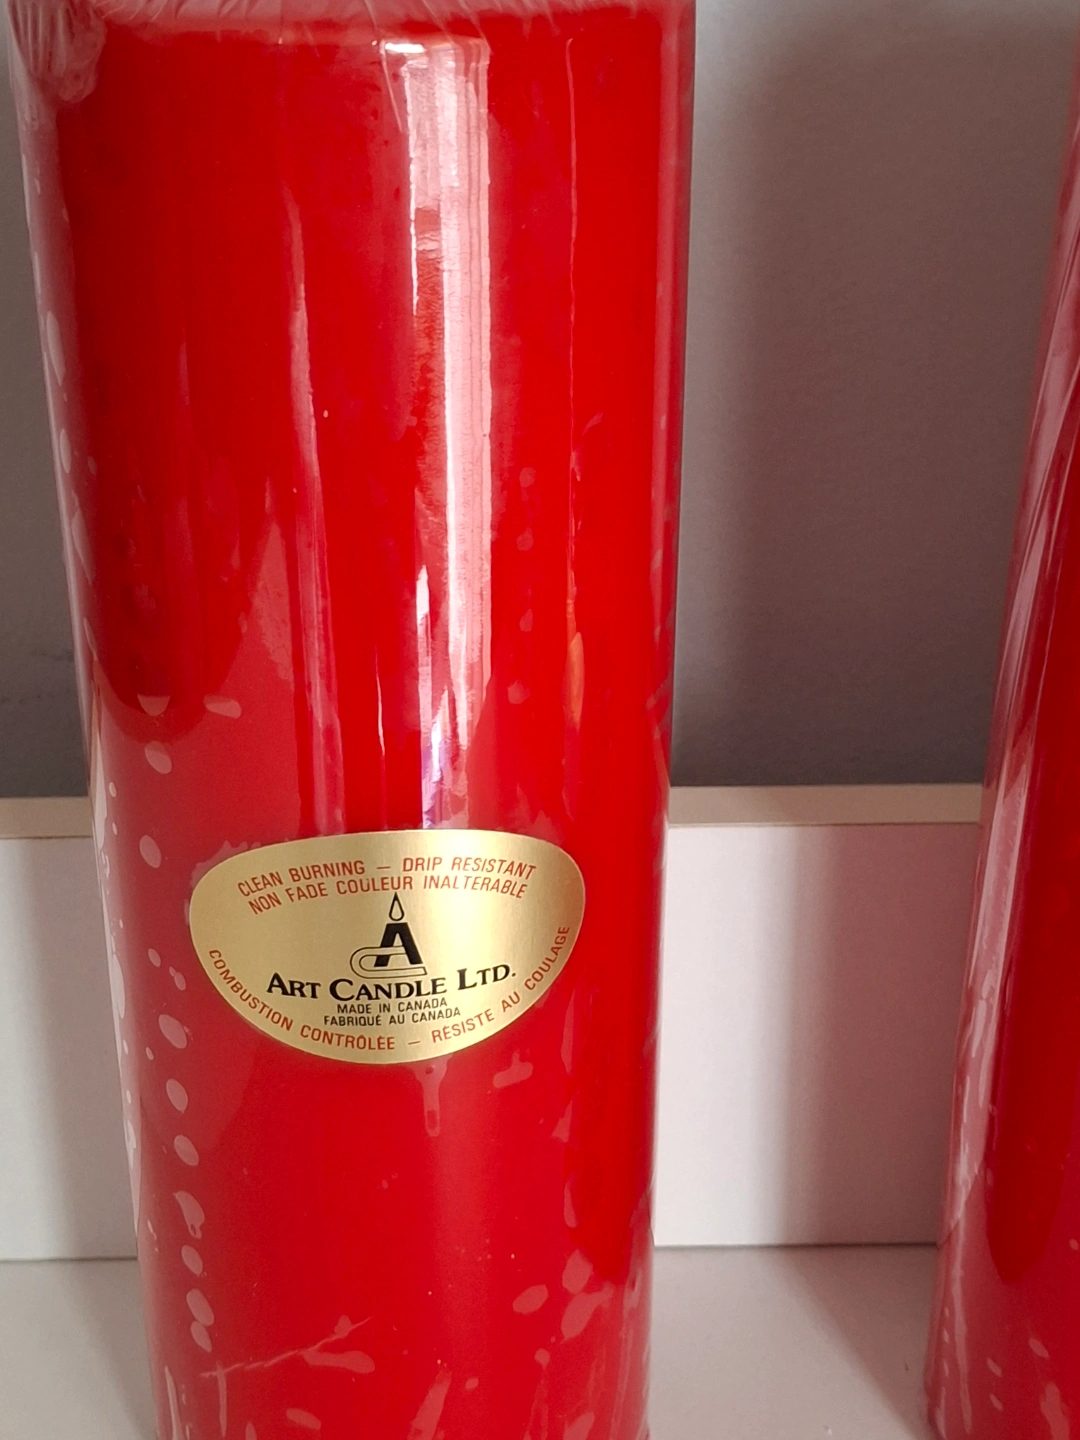 CLEAN BURNING — DRIP RESISTANT
NON FADE COULEUR INALTERABLE
ART CANDLE LTD.
MADE IN CANADA
FABRIQUÉ AU CANADA
COMBUSTION CONTRÔLÉE — RÉSISTE AU COULAGE